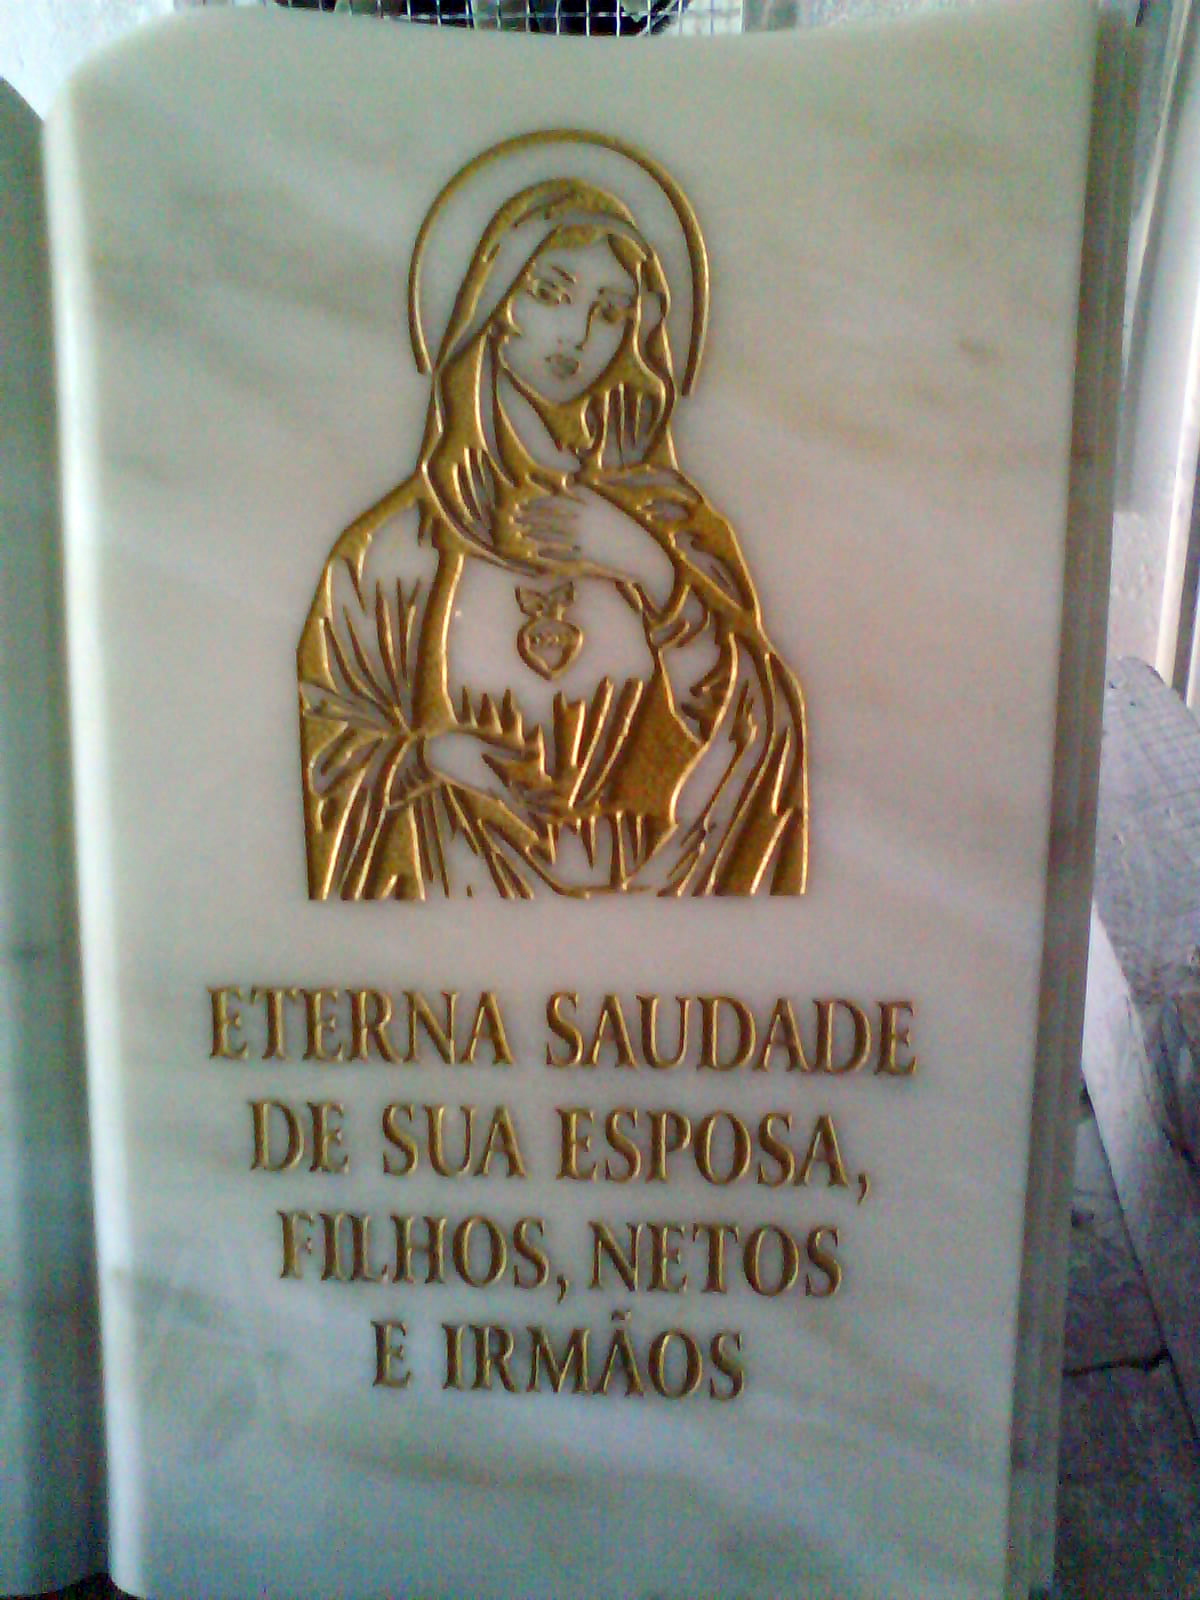 ETERNA SAUDADE
DE SUA ESPOSA,
FILHOS, NETOS
E IRMÃOS